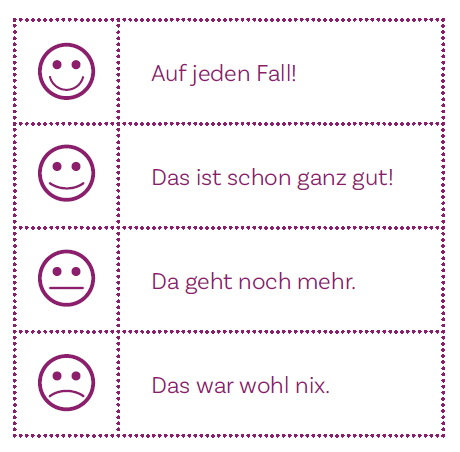 Auf jeden Fall!
Das ist schon ganz gut!
Da geht noch mehr.
Das war wohl nix.